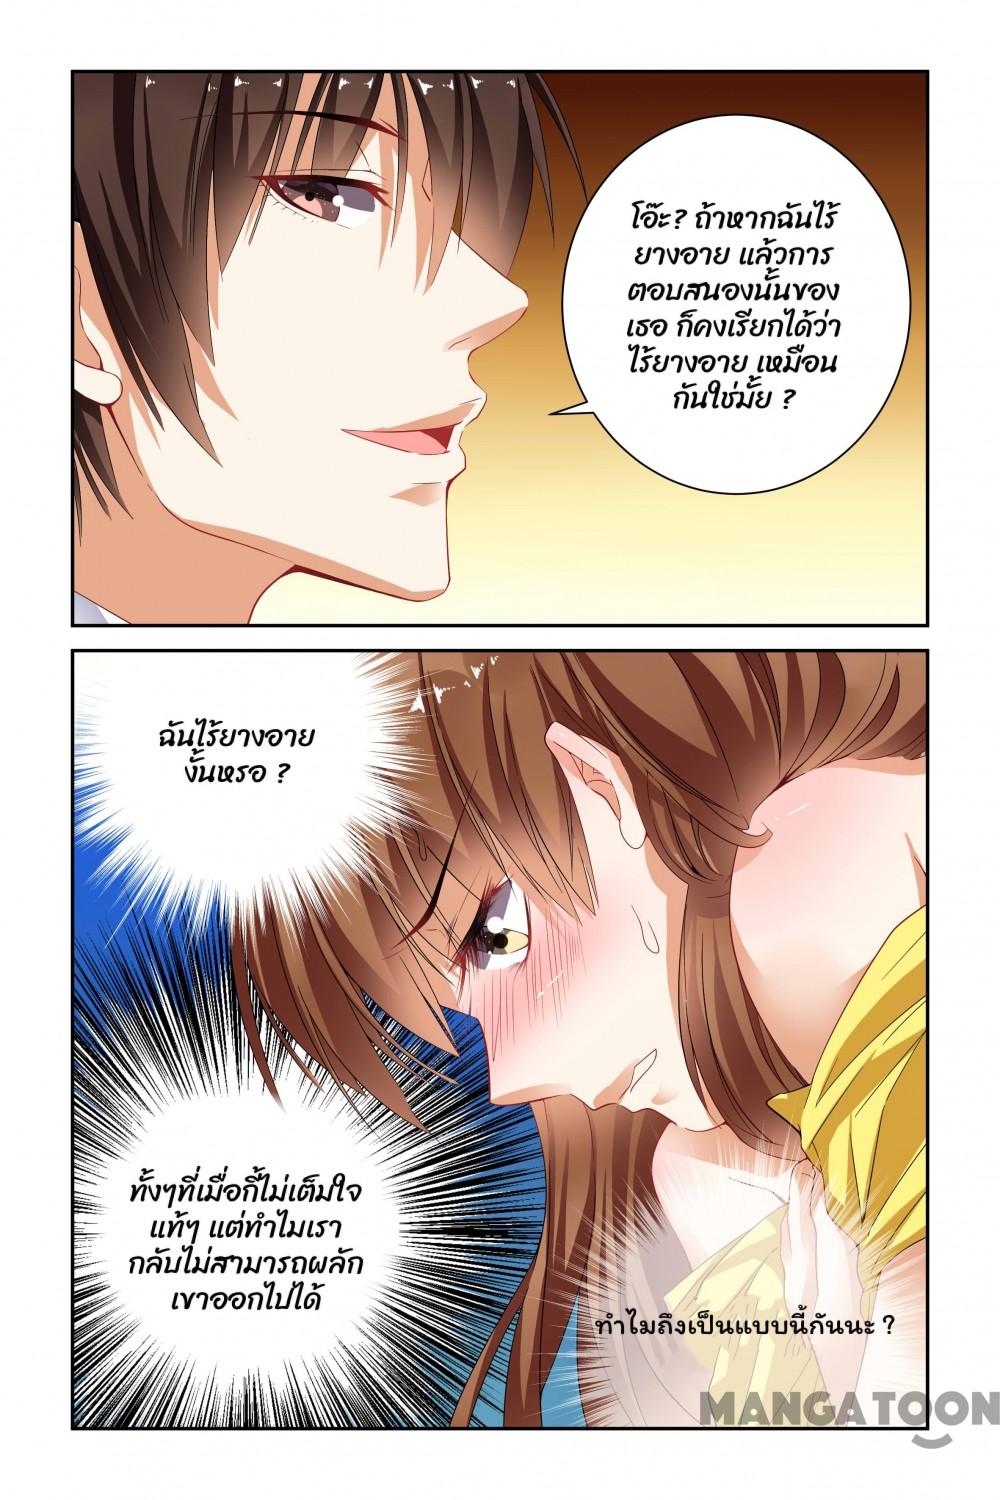 โอ๊ะ? ถ้าหากฉันไร้
ยางอาย แล้วการ
ตอบสนองนั้นของ
เธอ ก็คงเรียกได้ว่า
ไร้ยางอาย เหมือน
กันใช่มั้ย ?
ฉันไร้ยางอาย
งั้นหรอ ?
ทั้งๆที่เมื่อกี้ไม่เต็มใจ
แท้ๆ แต่ทำไมเรา
กลับไม่สามารถผลัก
เขาออกไปได้
ทำไมถึงเป็นแบบนี้กันนะ ?
MANGATOON